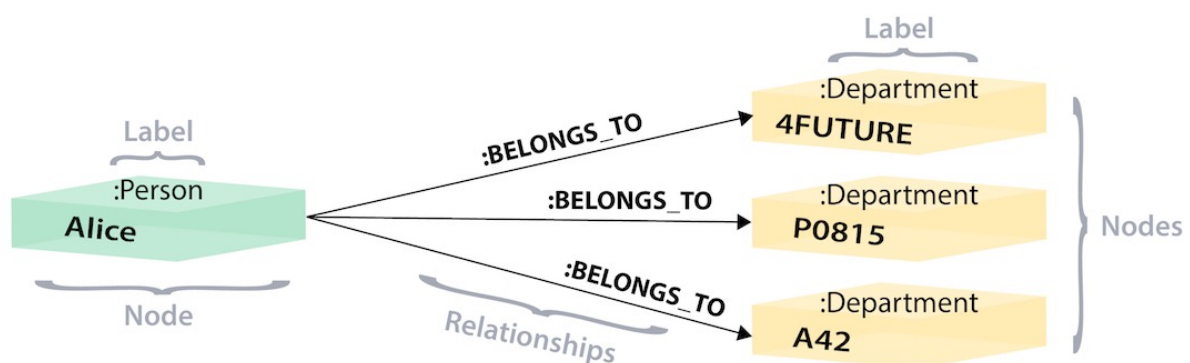 Label
:Person
Alice
Node
:BELONGS_TO
:BELONGS_TO
:BELONGS_TO
Relationships
Label
:Department
4FUTURE
:Department
P0815
:Department
A42
Nodes